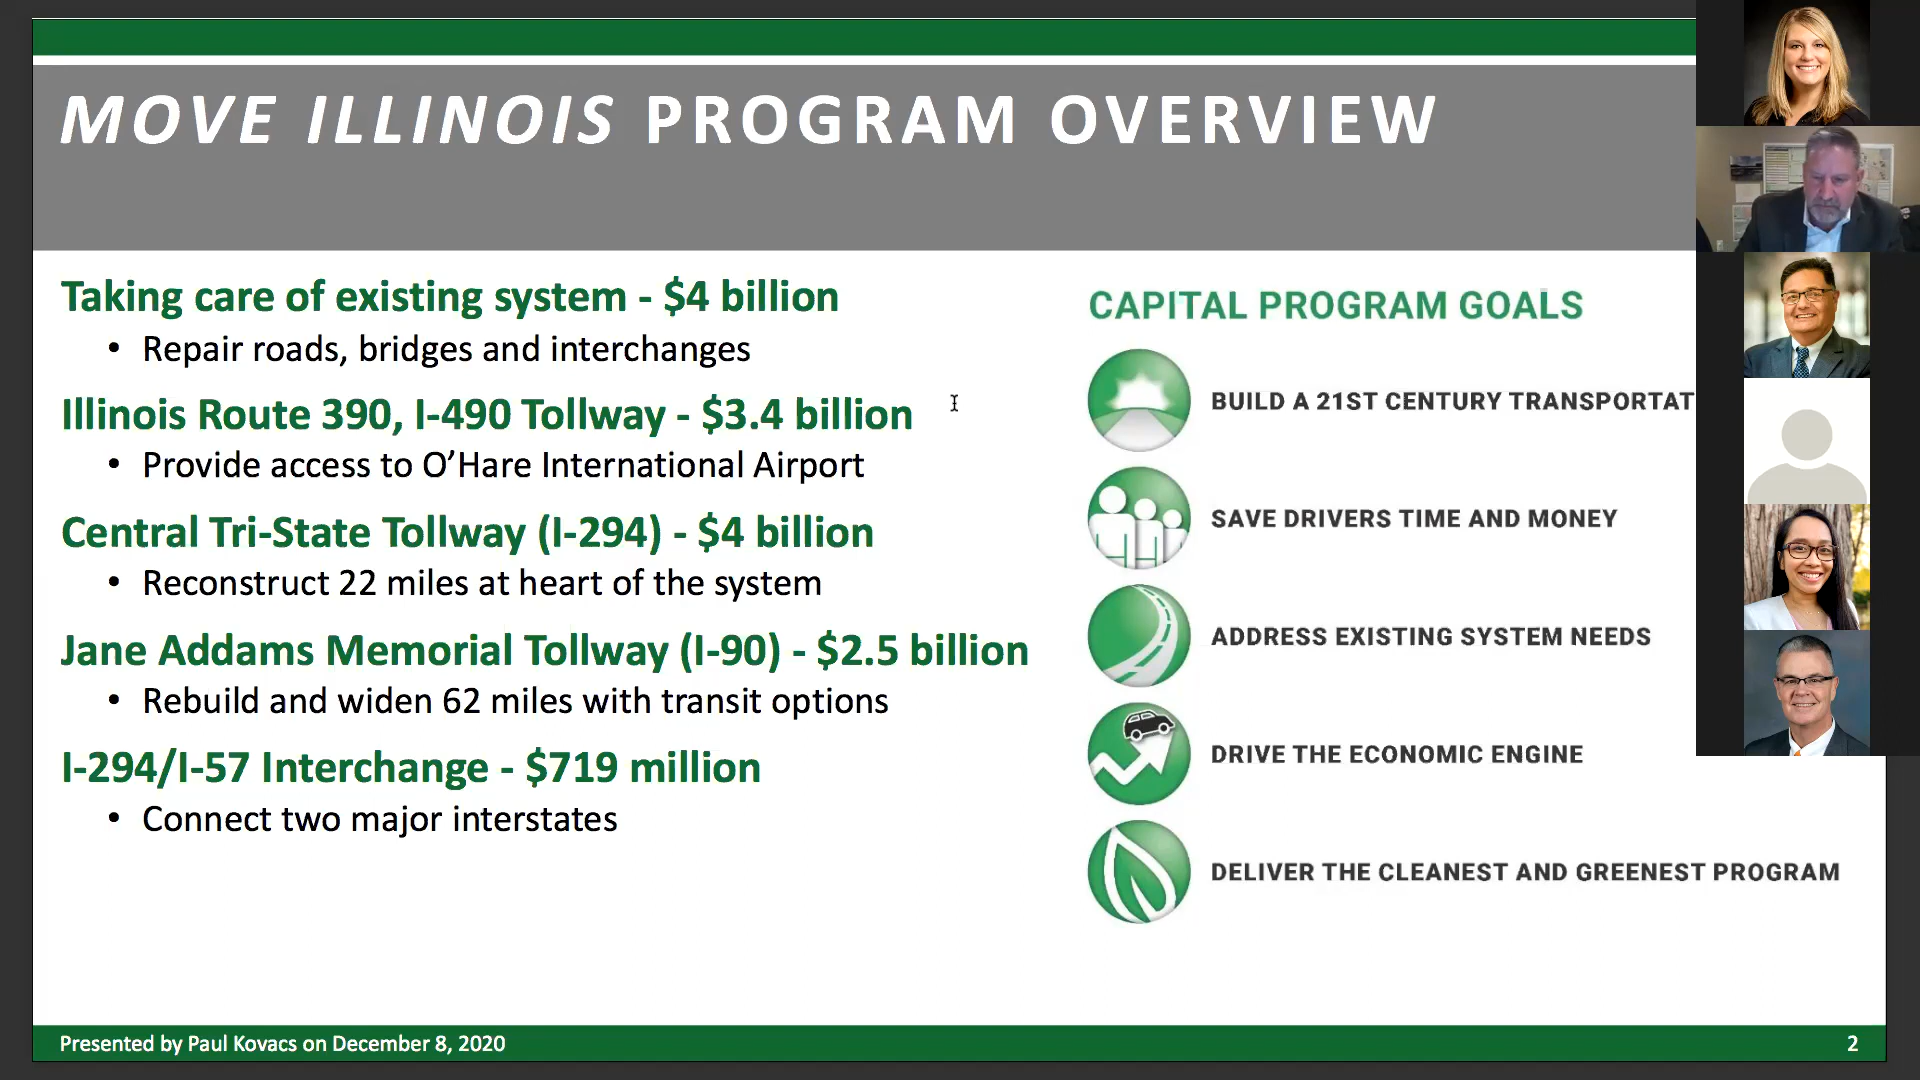 MOVE ILLINOIS PROGRAM OVERVIEW
Taking care of existing system - $4 billion
• Repair roads, bridges and interchanges
Illinois Route 390, I-490 Tollway - $3.4 billion
• Provide access to O’Hare International Airport
Central Tri-State Tollway (I-294) - $4 billion
• Reconstruct 22 miles at heart of the system
Jane Addams Memorial Tollway (I-90) - $2.5 billion
• Rebuild and widen 62 miles with transit options
I-294/I-57 Interchange - $719 million
• Connect two major interstates
CAPITAL PROGRAM GOALS
BUILD A 21ST CENTURY TRANSPORTAT
SAVE DRIVERS TIME AND MONEY
ADDRESS EXISTING SYSTEM NEEDS
DRIVE THE ECONOMIC ENGINE
DELIVER THE CLEANEST AND GREENEST PROGRAM
Presented by Paul Kovacs on December 8, 2020
2